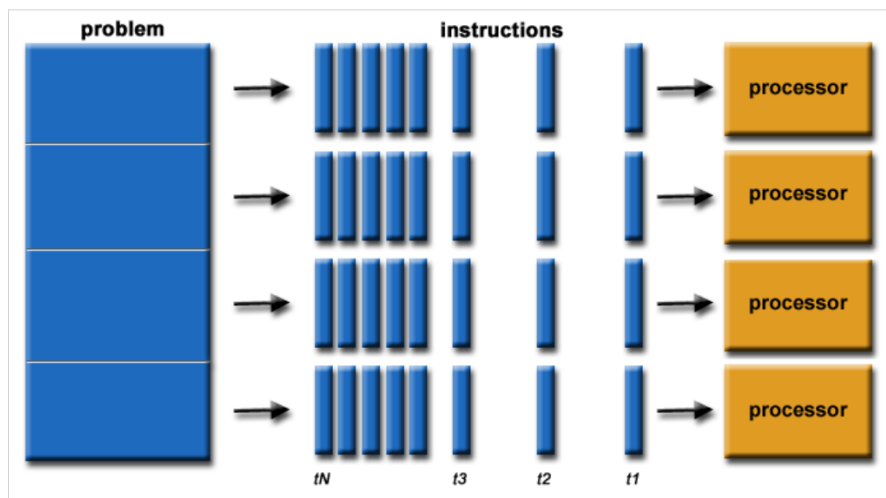 problem
instructions
processor
processor
processor
processor
tN t3 t2 t1